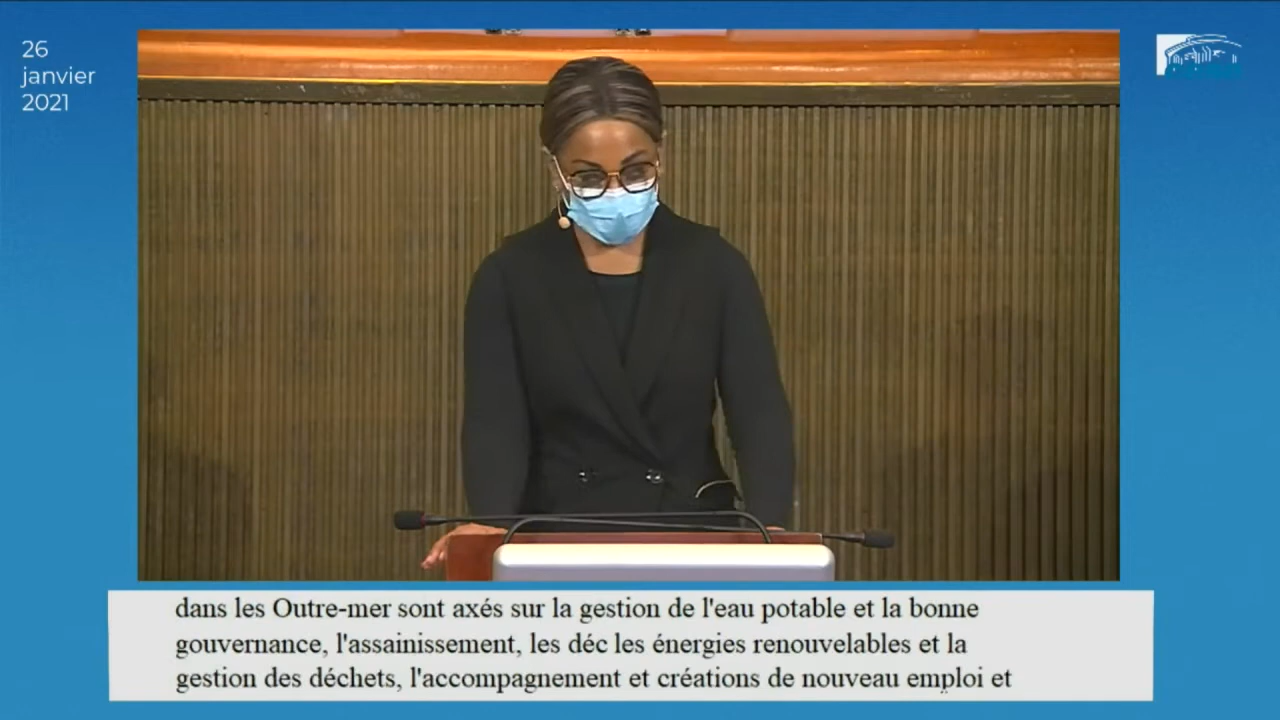 26
janvier
2021
dans les Outre-mer sont axés sur la gestion de l'eau potable et la bonne
gouvernance, l'assainissement, les déc les énergies renouvelables et la
gestion des déchets, l'accompagnement et créations de nouveau emploi et